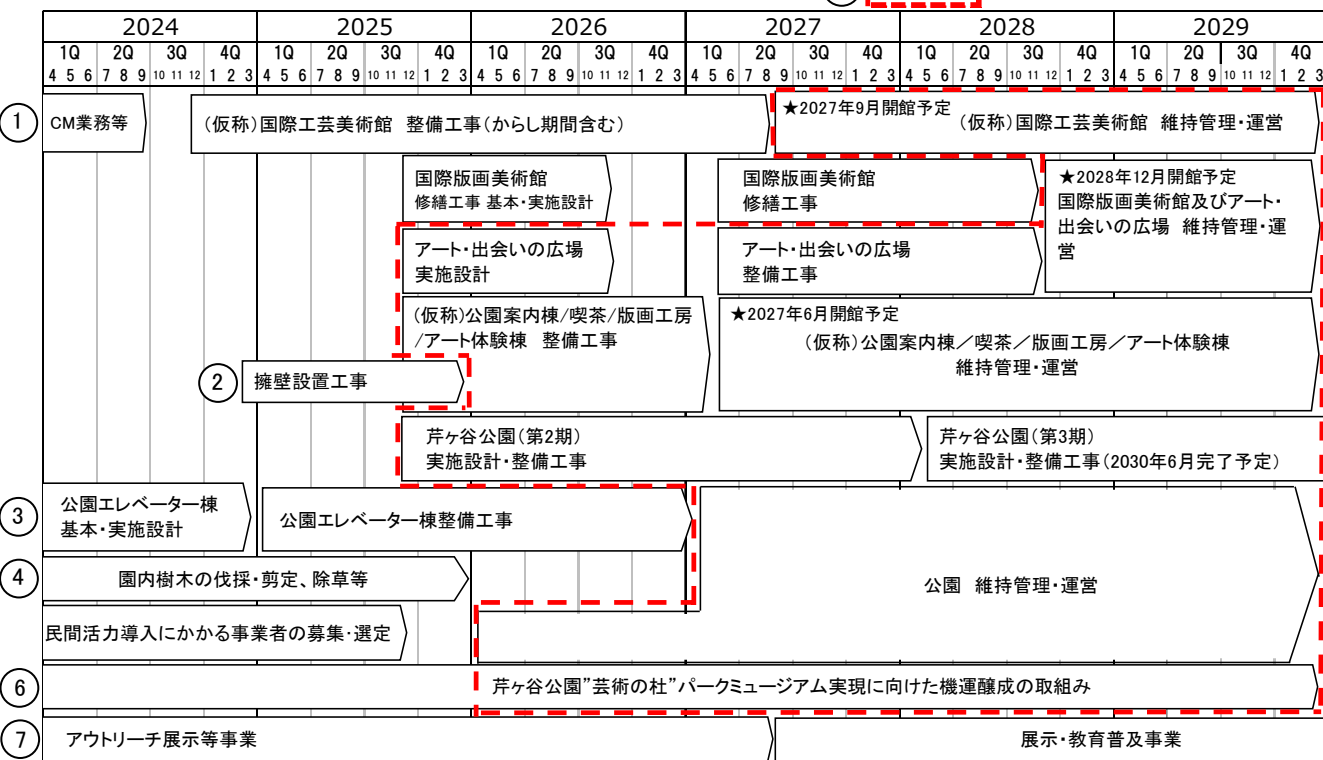 2024 2025 2026 2027 2028 2029
1Q 2Q 3Q 4Q 1Q 2Q 3Q 4Q 1Q 2Q 3Q 4Q 1Q 2Q 3Q 4Q 1Q 2Q 3Q 4Q 1Q 2Q 3Q 4Q
4 5 6 7 8 9 10 11 12 1 2 3 4 5 6 7 8 9 10 11 12 1 2 3 4 5 6 7 8 9 10 11 12 1 2 3 4 5 6 7 8 9 10 11 12 1 2 3 4 5 6 7 8 9 10 11 12 1 2 3 4 5 6 7 8 9 10 11 12 1 2 3
1
CM業務等
(仮称)国際工芸美術館 整備工事(からし期間含む)
★2027年9月開館予定
(仮称)国際工芸美術館 維持管理・運営
国際版画美術館
修繕工事 基本・実施設計
国際版画美術館
修繕工事
★2028年12月開館予定
国際版画美術館及びアート・
出会いの広場 維持管理・運
営
アート・出会いの広場
実施設計
アート・出会いの広場
整備工事
(仮称)公園案内棟/喫茶/版画工房
/アート体験棟 整備工事
★2027年6月開館予定
(仮称)公園案内棟/喫茶/版画工房/アート体験棟
維持管理・運営
2
擁壁設置工事
芹ヶ谷公園(第2期)
実施設計・整備工事
芹ヶ谷公園(第3期)
実施設計・整備工事(2030年6月完了予定)
3
公園エレベーター棟
基本・実施設計
公園エレベーター棟整備工事
4
園内樹木の伐採・剪定、除草等
公園 維持管理・運営
民間活力導入にかかる事業者の募集・選定
6
芹ヶ谷公園”芸術の杜”パークミュージアム実現に向けた機運醸成の取組み
7
アウトリーチ展示等事業
展示・教育普及事業